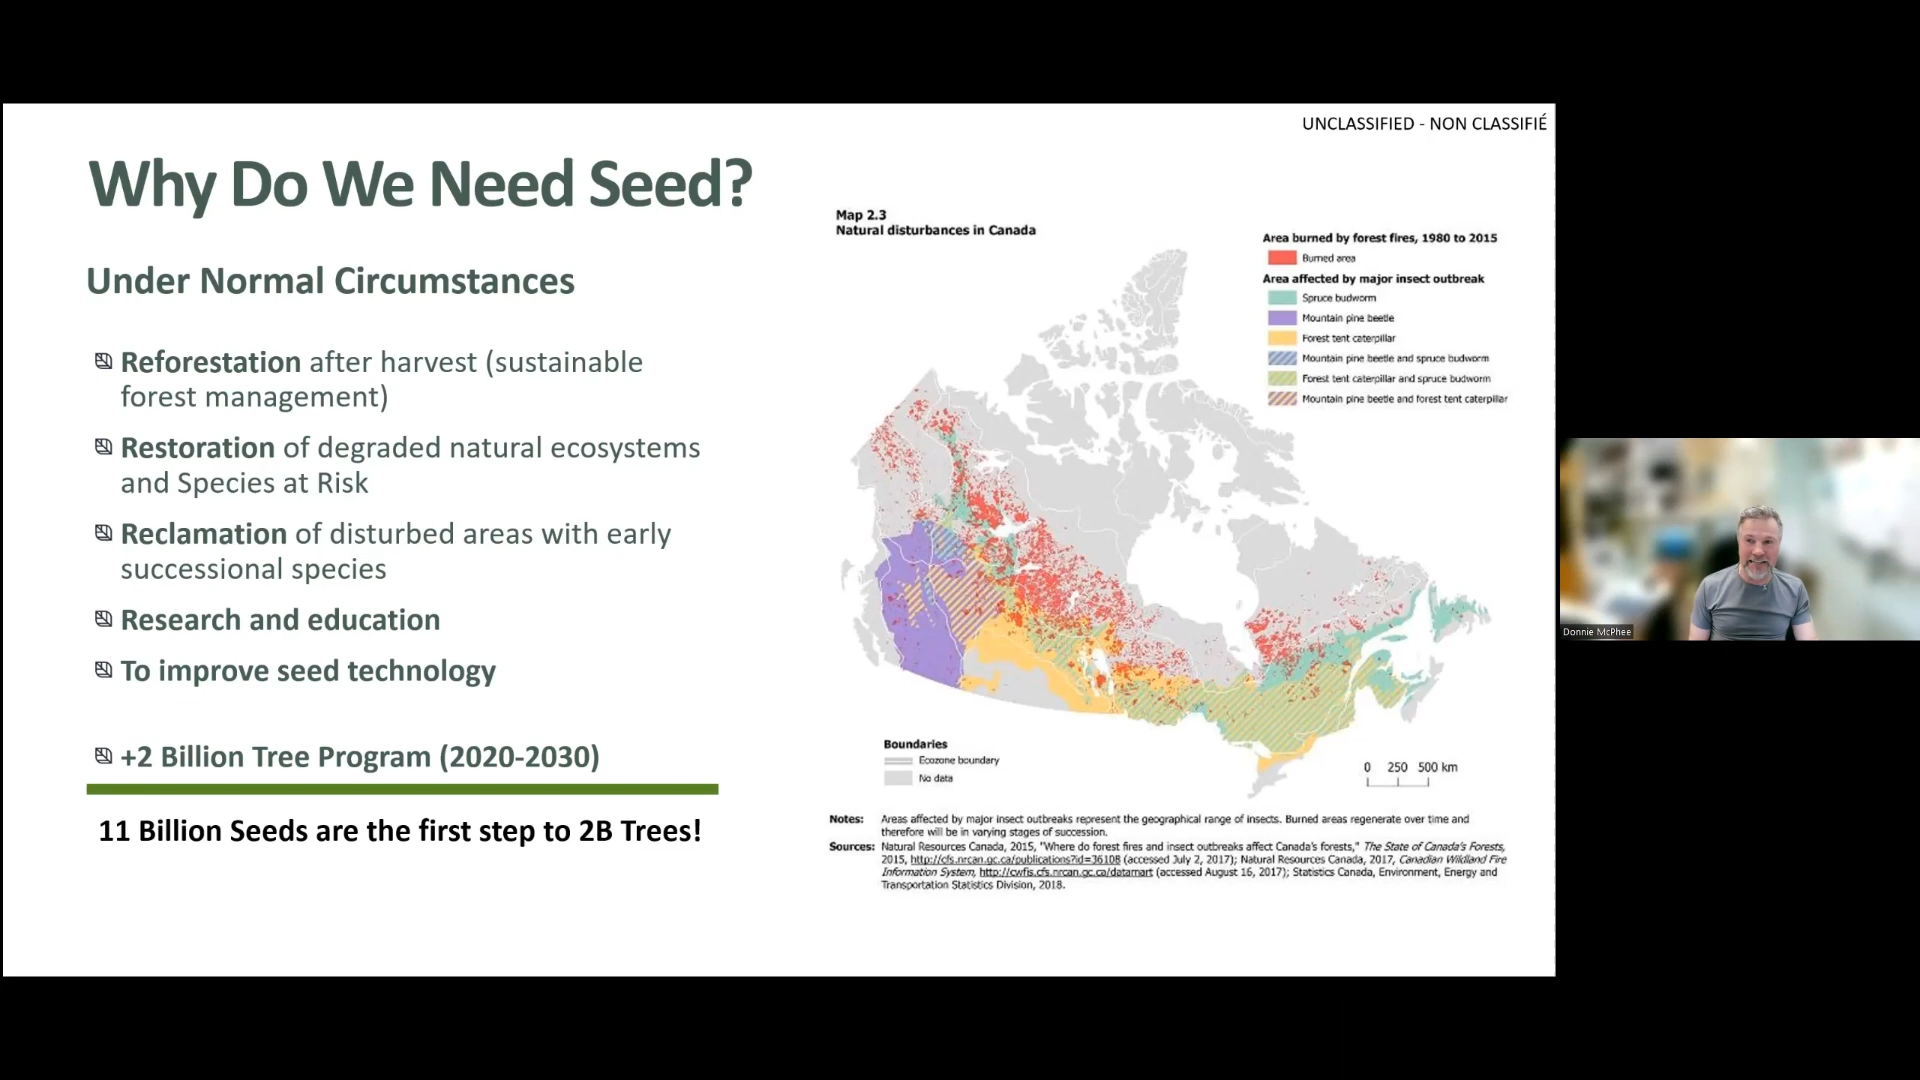 UNCLASSIFIED - NON CLASSIFIÉ
Why Do We Need Seed?
Under Normal Circumstances
Reforestation after harvest (sustainable
forest management)
Restoration of degraded natural ecosystems
and Species at Risk
Reclamation of disturbed areas with early
successional species
Research and education
To improve seed technology
+2 Billion Tree Program (2020-2030)
11 Billion Seeds are the first step to 2B Trees!
Map 2.3
Natural disturbances in Canada
Area burned by forest fires, 1980 to 2015
Burned area
Area affected by major insect outbreak
Spruce budworm
Mountain pine beetle
Forest tent caterpillar
Mountain pine beetle and spruce budworm
Forest tent caterpillar and spruce budworm
Mountain pine beetle and forest tent caterpillar
Boundaries
Ecozone boundary
No data
0 250 500 km
Notes: Areas affected by major insect outbreaks represent the geographical range of insects. Burned areas regenerate over time and
therefore will be in varying stages of succession.
Sources: Natural Resources Canada, 2015, "Where do forest fires and insect outbreaks affect Canada's forests," The State of Canada's Forests,
2015, http://cfs.nrcan.gc.ca/publications?id=36108 (accessed July 2, 2017); Natural Resources Canada, 2017, Canadian Wildland Fire
Information System, http://cwfis.cfs.nrcan.gc.ca/datamart (accessed August 16, 2017); Statistics Canada, Environment, Energy and
Transportation Statistics Division, 2018.
Donnie McPhee